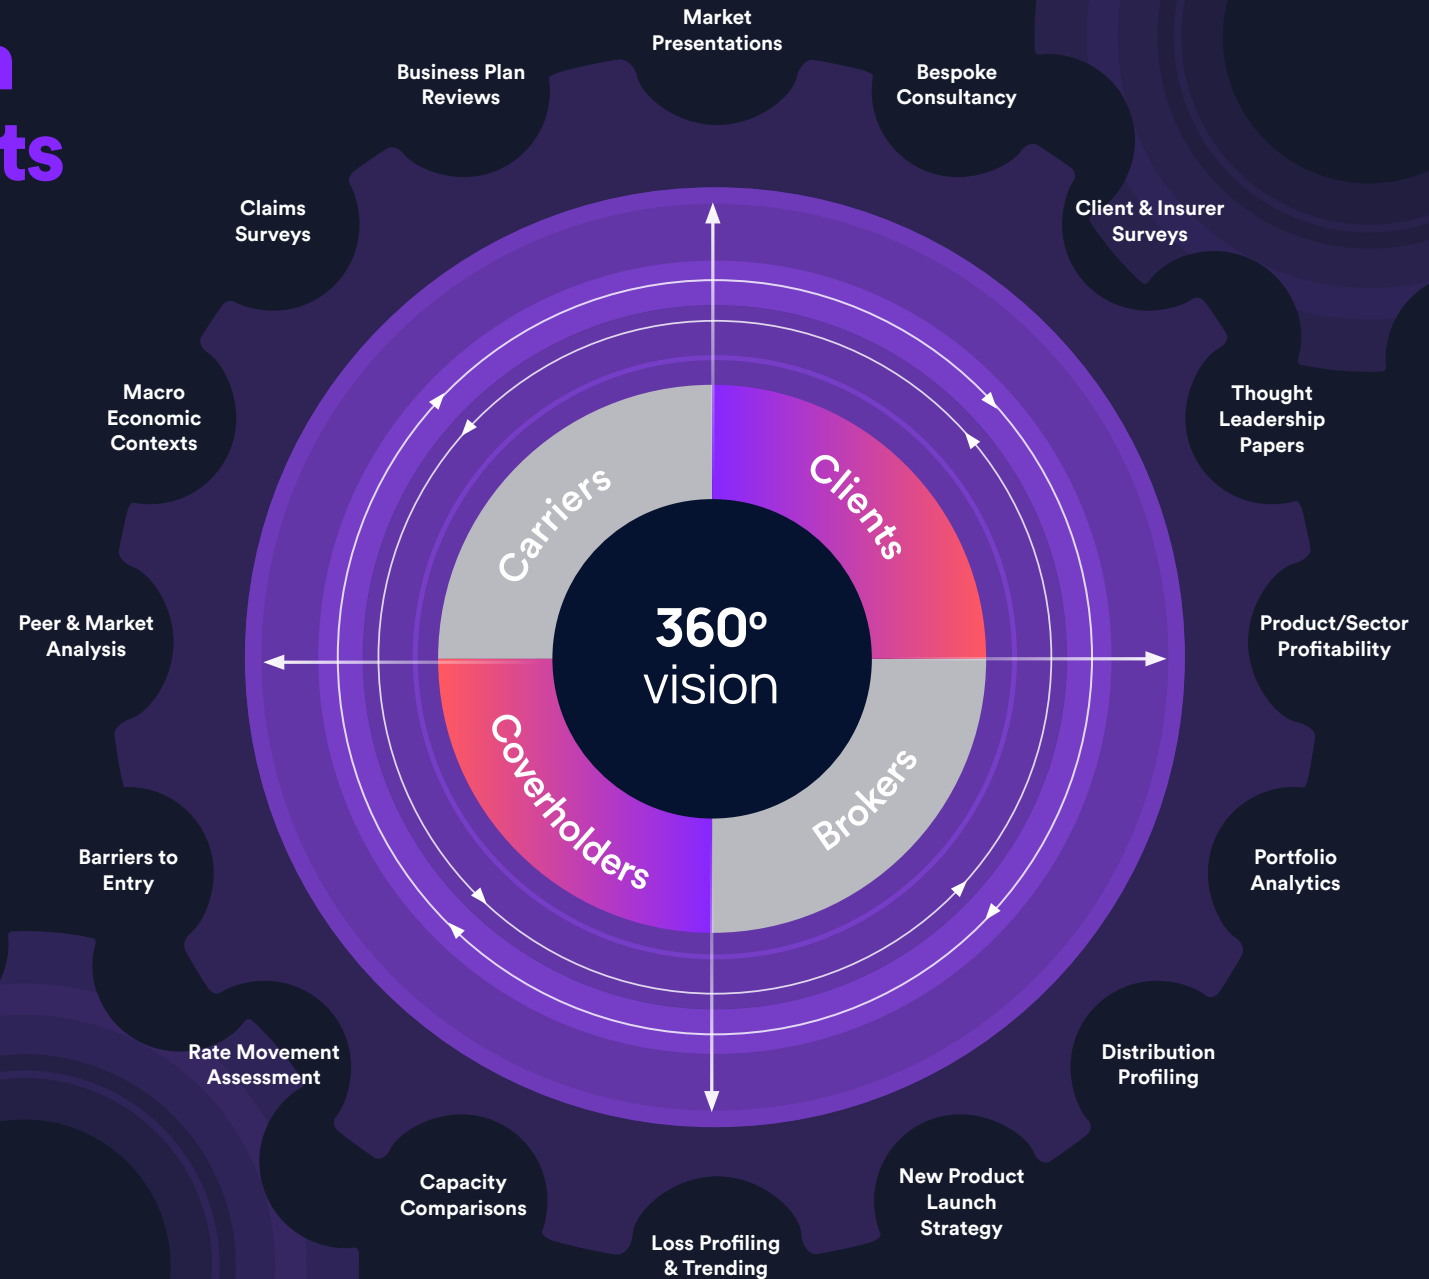 ts
Market
Presentations
Business Plan
Reviews
Bespoke
Consultancy
Claims
Surveys
Client & Insurer
Surveys
Macro
Economic
Contexts
Thought
Leadership
Papers
Peer & Market
Analysis
Product/Sector
Profitability
Barriers to
Entry
Portfolio
Analytics
Rate Movement
Assessment
Distribution
Profiling
Capacity
Comparisons
New Product
Launch
Strategy
Loss Profiling
& Trending
Carriers
Clients
360º
vision
Coverholders
Brokers